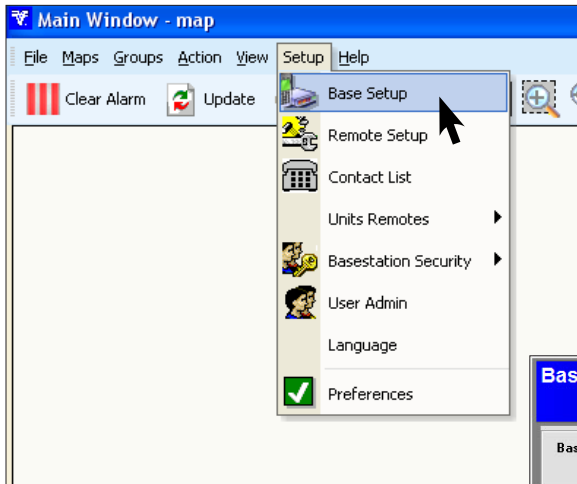 Main Window - map
File Maps Groups Action View Setup Help
Clear Alarm Update
Base Setup
Remote Setup
Contact List
Units Remotes
Basestation Security
User Admin
Language
Preferences
Bas
Bas